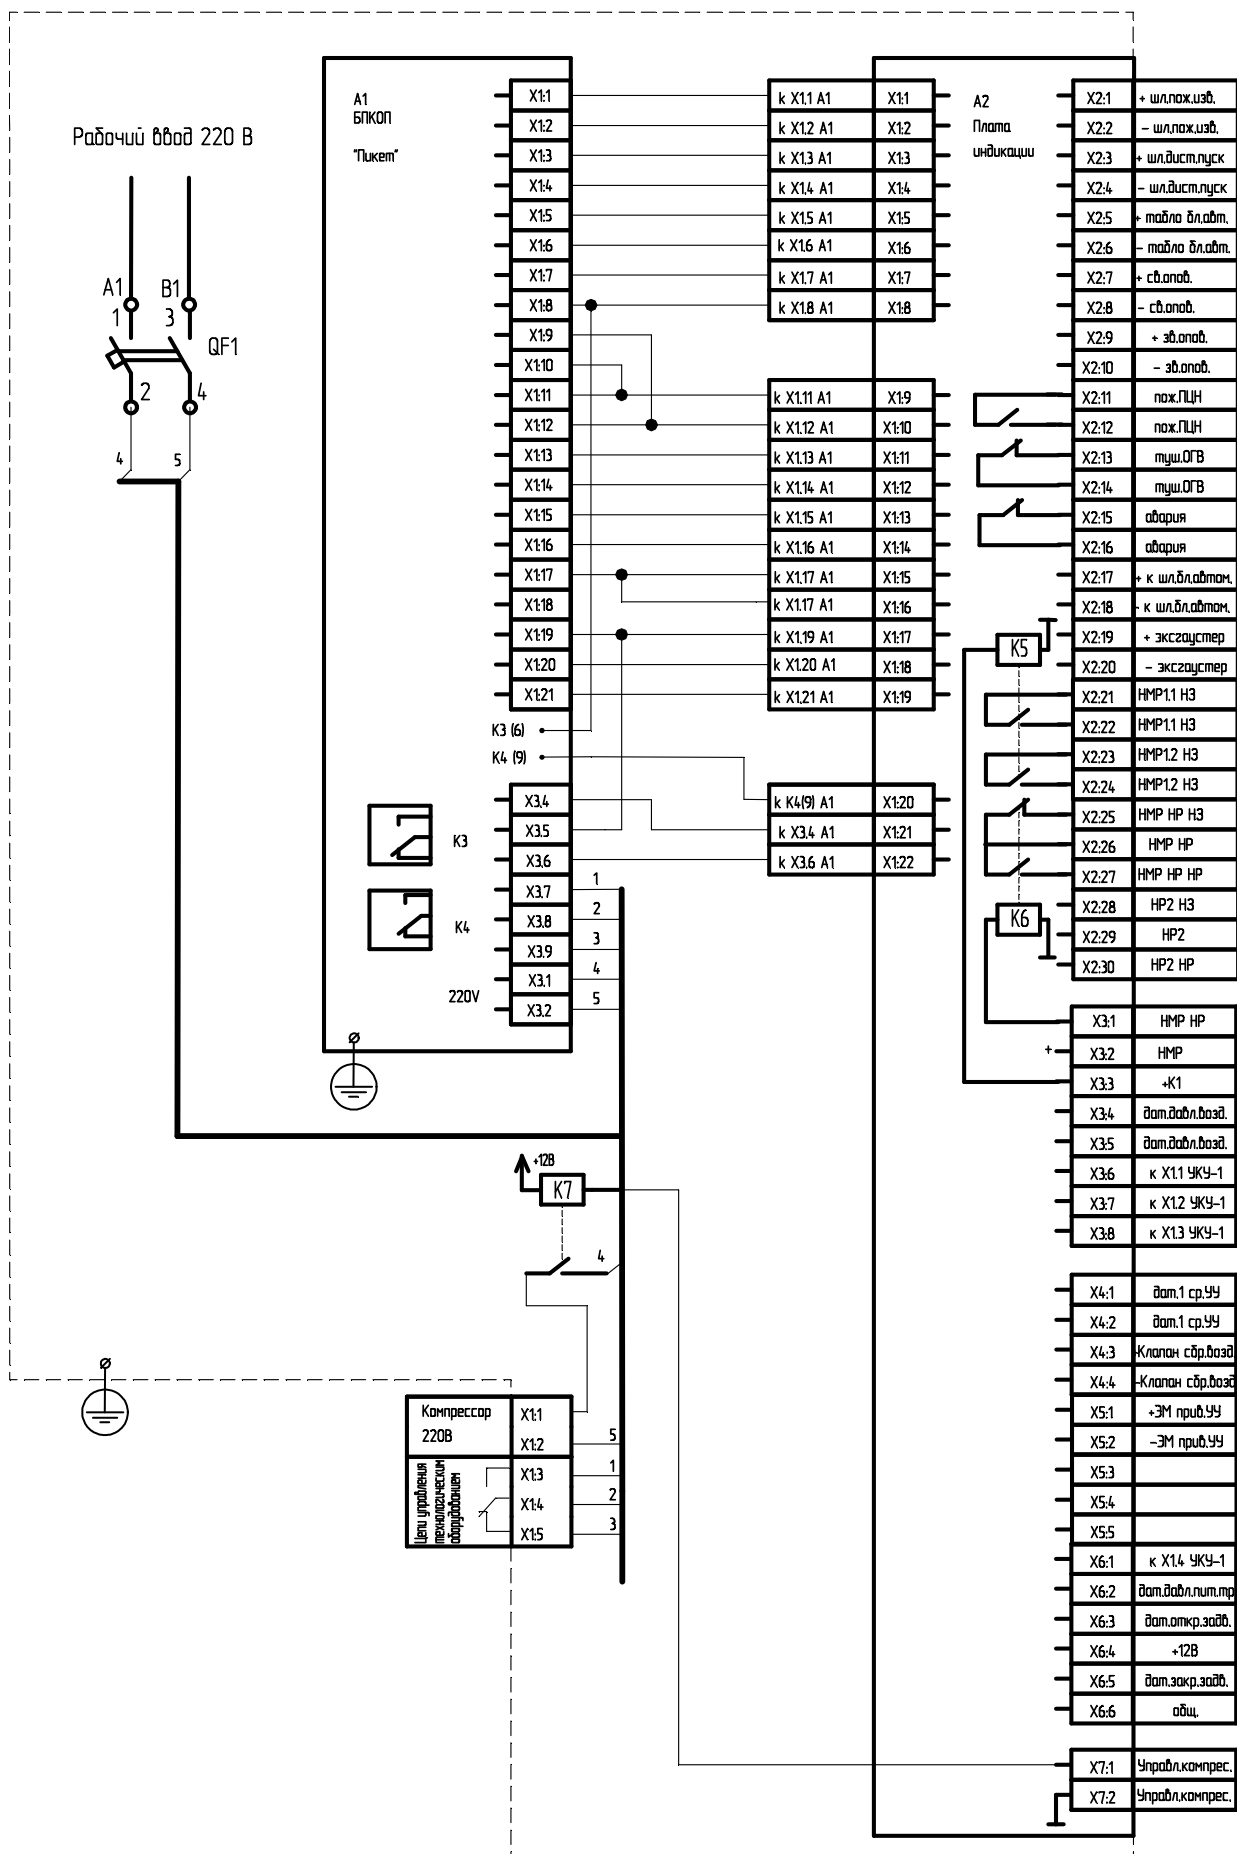 Рабочий ввод 220 В
A1
B1
1
3
QF1
2
4
4
5
А1
БПКОП
"Пикет"
X1:1
X1:2
X1:3
X1:4
X1:5
X1:6
X1:7
X1:8
X1:9
X1:10
X1:11
X1:12
X1:13
X1:14
X1:15
X1:16
X1:17
X1:18
X1:19
X1:20
X1:21
К3 (6)
К4 (9)
X3.4
X3.5
X3.6
X3.7
X3.8
X3.9
X3.1
X3.2
К3
К4
220V
1
2
3
4
5
+12В
К7
4
Компрессор
220В
Цепи управления
технологическим
оборудованием
X1:1
X1:2
X1:3
X1:4
X1:5
5
1
2
3
k X1.1 A1 X1:1
k X1.2 A1 X1:2
k X1.3 A1 X1:3
k X1.4 A1 X1:4
k X1.5 A1 X1:5
k X1.6 A1 X1:6
k X1.7 A1 X1:7
k X1.8 A1 X1:8
k X1.11 A1 X1:9
k X1.12 A1 X1:10
k X1.13 A1 X1:11
k X1.14 A1 X1:12
k X1.15 A1 X1:13
k X1.16 A1 X1:14
k X1.17 A1 X1:15
k X1.17 A1 X1:16
k X1.19 A1 X1:17
k X1.20 A1 X1:18
k X1.21 A1 X1:19
k K4(9) A1 X1:20
k X3.4 A1 X1:21
k X3.6 A1 X1:22
А2
Плата
индикации
К5
К6
X2:1 + шл.пож.изв.
X2:2 – шл.пож.изв.
X2:3 + шл.дист.пуск
X2:4 – шл.дист.пуск
X2:5 + табло бл.авт.
X2:6 – табло бл.авт.
X2:7 + св.опов.
X2:8 – св.опов.
X2:9 + зв.опов.
X2:10 – зв.опов.
X2:11 пож.ПЦН
X2:12 пож.ПЦН
X2:13 туш.ОГВ
X2:14 туш.ОГВ
X2:15 авария
X2:16 авария
X2:17 + к шл.бл.автом.
X2:18 - к шл.бл.автом.
X2:19 + эксгаустер
X2:20 – эксгаустер
X2:21 НМР1.1 НЗ
X2:22 НМР1.1 НЗ
X2:23 НМР1.2 НЗ
X2:24 НМР1.2 НЗ
X2:25 НМР НР НЗ
X2:26 НМР НР
X2:27 НМР НР НР
X2:28 НР2 НЗ
X2:29 НР2
X2:30 НР2 НР
X3:1 НМР НР
+ X3:2 НМР
X3:3 +К1
X3:4 дат.давл.возд.
X3:5 дат.давл.возд.
X3:6 к X1.1 УКУ–1
X3:7 к X1.2 УКУ–1
X3:8 к X1.3 УКУ–1
X4:1 дат.1 ср.УУ
X4:2 дат.1 ср.УУ
X4:3 Клапан сбр.возд
X4:4 -Клапан сбр.возд
X5:1 +ЭМ прив.УУ
X5:2 –ЭМ прив.УУ
X5:3
X5:4
X5:5
X6:1 к X1.4 УКУ–1
X6:2 дат.давл.пит.тр
X6:3 дат.откр.задв.
X6:4 +12В
X6:5 дат.закр.задв.
X6:6 общ.
X7:1 Управл.компрес.
X7:2 Управл.компрес.